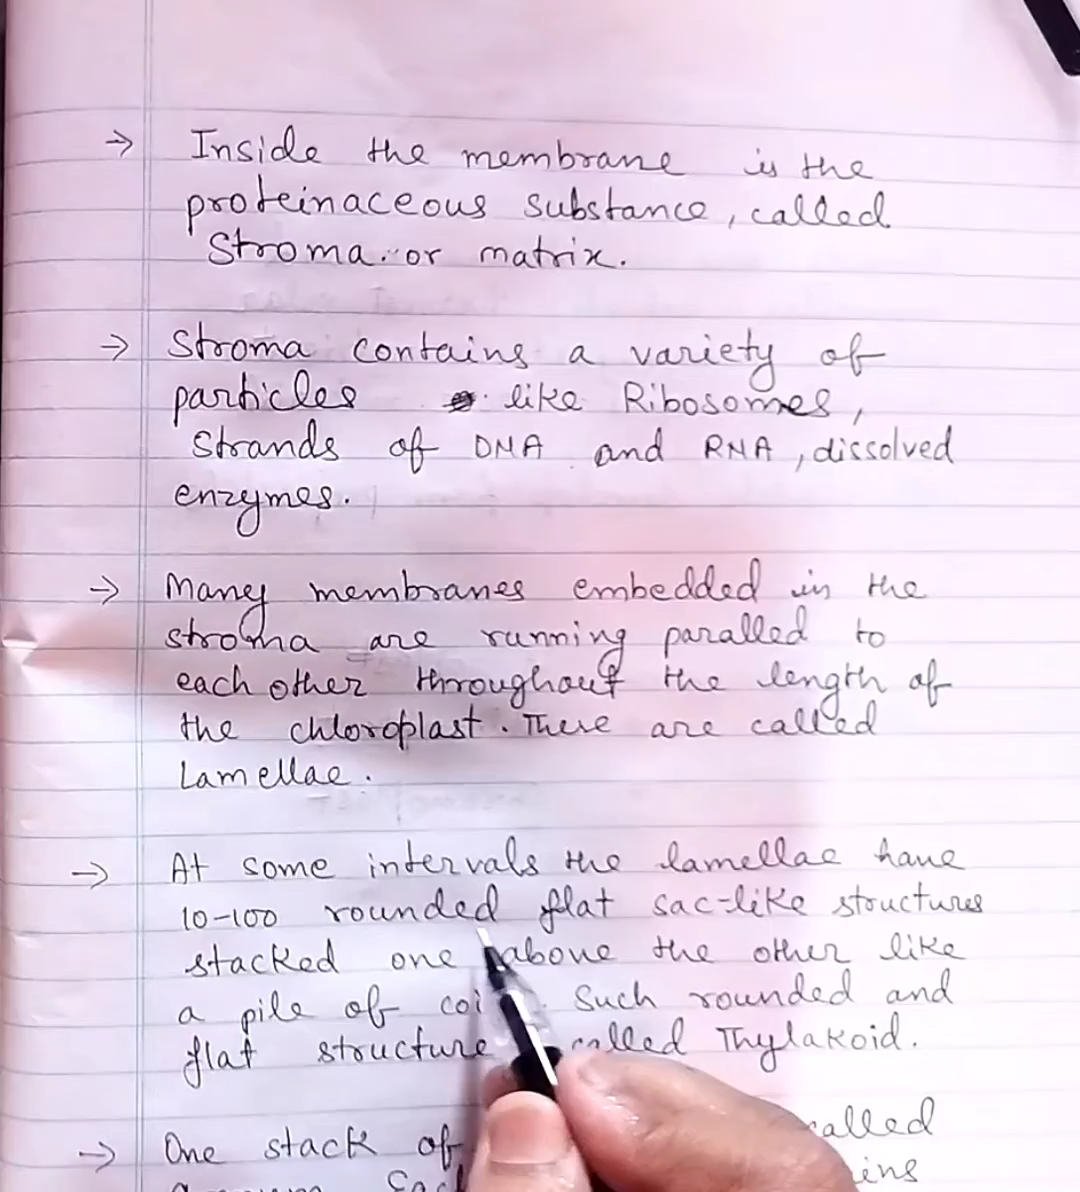 → Inside the membrane is the
proteinaceous substance, called
Stroma. or matrix.
→ Stroma contains a variety of
particles like Ribosomes,
Strands of DNA and RNA, dissolved
enzymes.
→ Many membranes embedded in the
stroma are running paralled to
each other throughout the length of
the chloroplast. These are called
Lamellae.
→ At some intervals the lamellae have
10-100 rounded flat sac-like structures
stacked one above the other like
a pile of Such rounded and
flat structure called Thylakoid.
→ One stack of